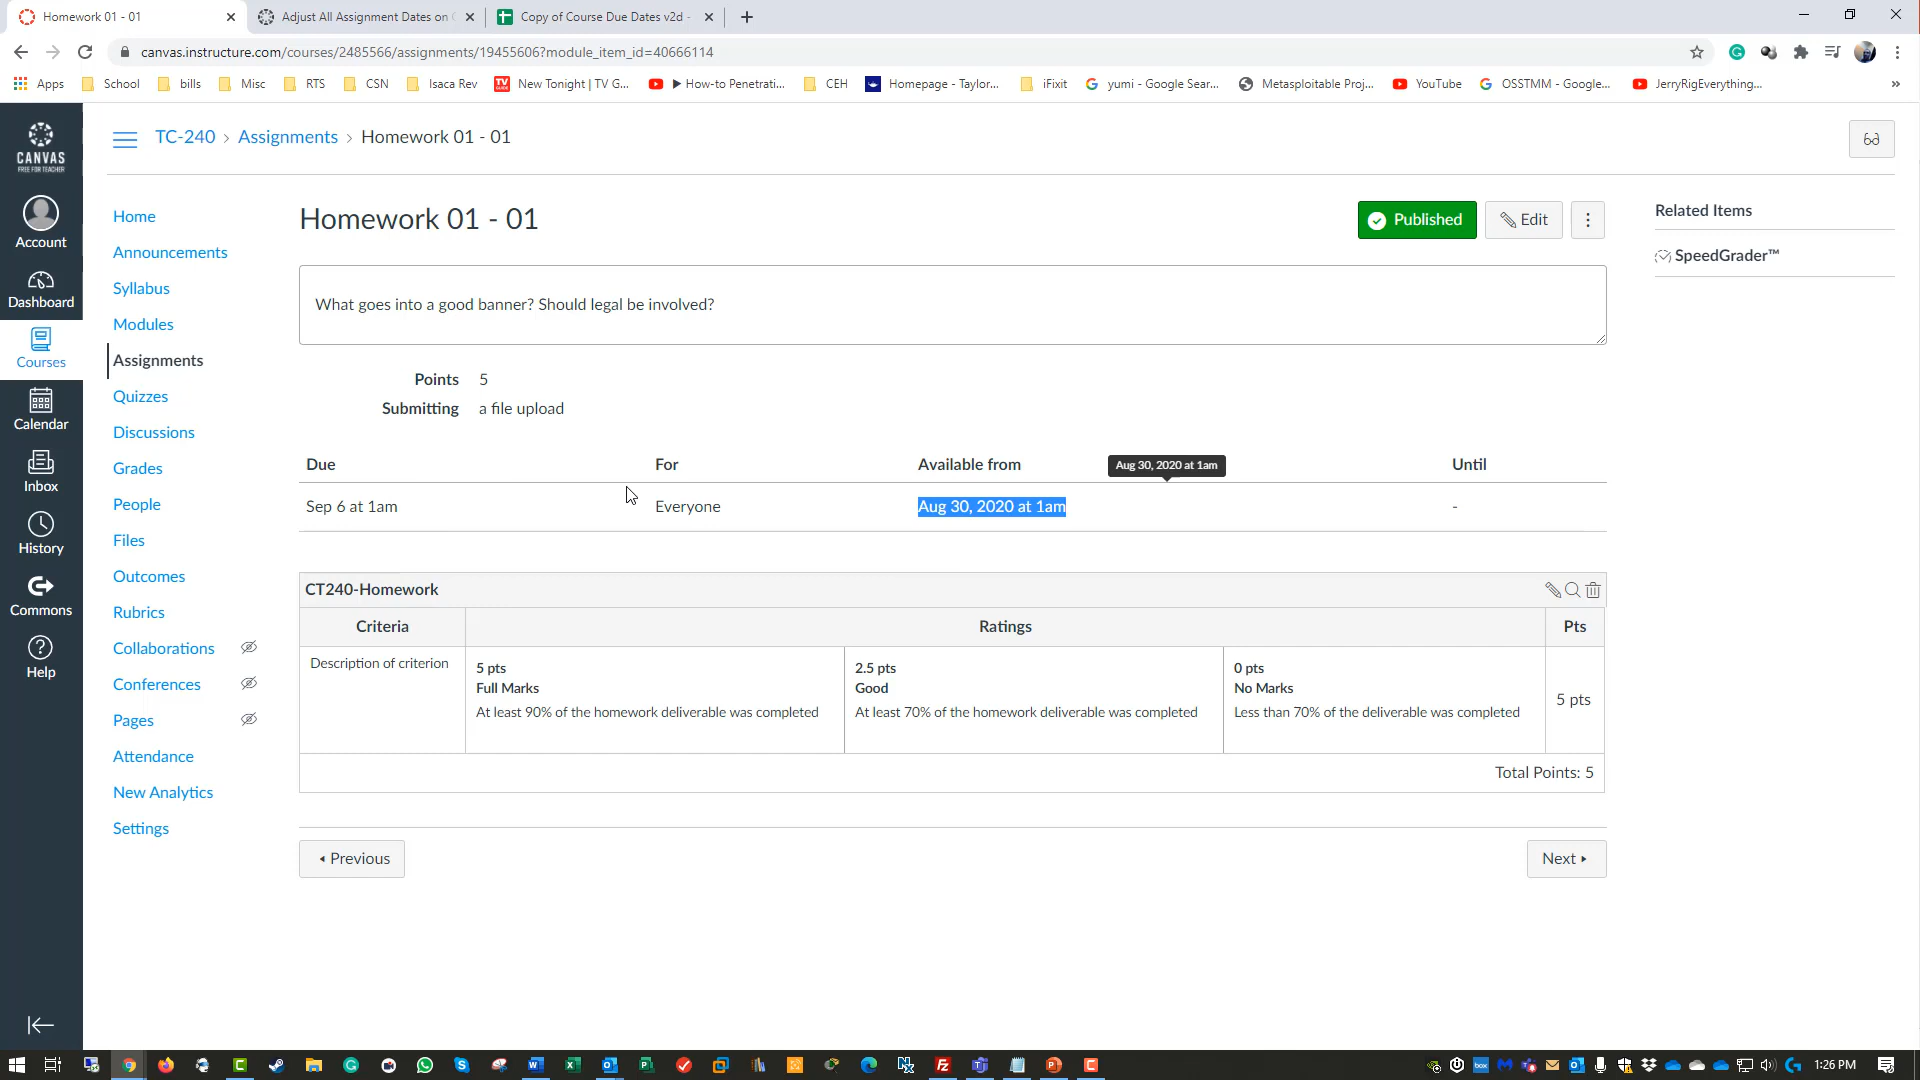 Homework 01 - 01
Adjust All Assignment Dates on
Copy of Course Due Dates v2d -
canvas.instructure.com/courses/2485566/assignments/19455606?module_item_id=40666114
Apps School bills Misc RTS CSN Isaca Rev New Tonight | TV G... How-to Penetrati... CEH Homepage - Taylor... iFixit yumi - Google Sear... Metasploitable Proj... YouTube OSSTMM - Google... JerryRigEverything... »
CANVAS
FREE FOR TEACHER
Account
Dashboard
Courses
Calendar
Inbox
History
Commons
Help
TC-240 › Assignments › Homework 01 - 01
Home
Announcements
Syllabus
Modules
Assignments
Quizzes
Discussions
Grades
People
Files
Outcomes
Rubrics
Collaborations
Conferences
Pages
Attendance
New Analytics
Settings
Homework 01 - 01
Published
Edit
Related Items
SpeedGrader™
What goes into a good banner? Should legal be involved?
Points 5
Submitting a file upload
Due For Available from Until
Aug 30, 2020 at 1am
Sep 6 at 1am Everyone Aug 30, 2020 at 1am -
CT240-Homework
Criteria Ratings Pts
Description of criterion
5 pts
Full Marks
At least 90% of the homework deliverable was completed
2.5 pts
Good
At least 70% of the homework deliverable was completed
0 pts
No Marks
Less than 70% of the deliverable was completed
5 pts
Total Points: 5
Previous
Next
1:26 PM